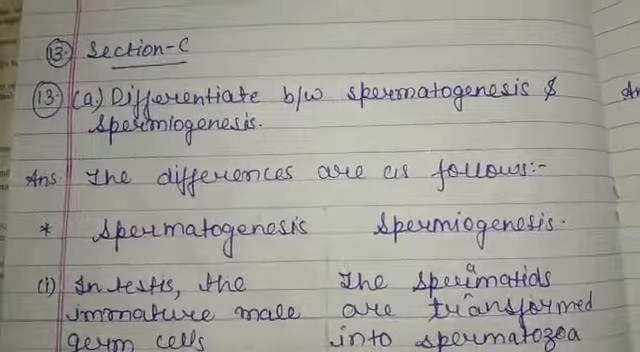 (13.) Section-C
(13) (a.) Differentiate b/w spermatogenesis &
spermiogenesis.
Ans. The differences are as follows:-
* Spermatogenesis Spermiogenesis.
(i) In testis, the The spermatids
immature male are transformed
germ cells into spermatozoa